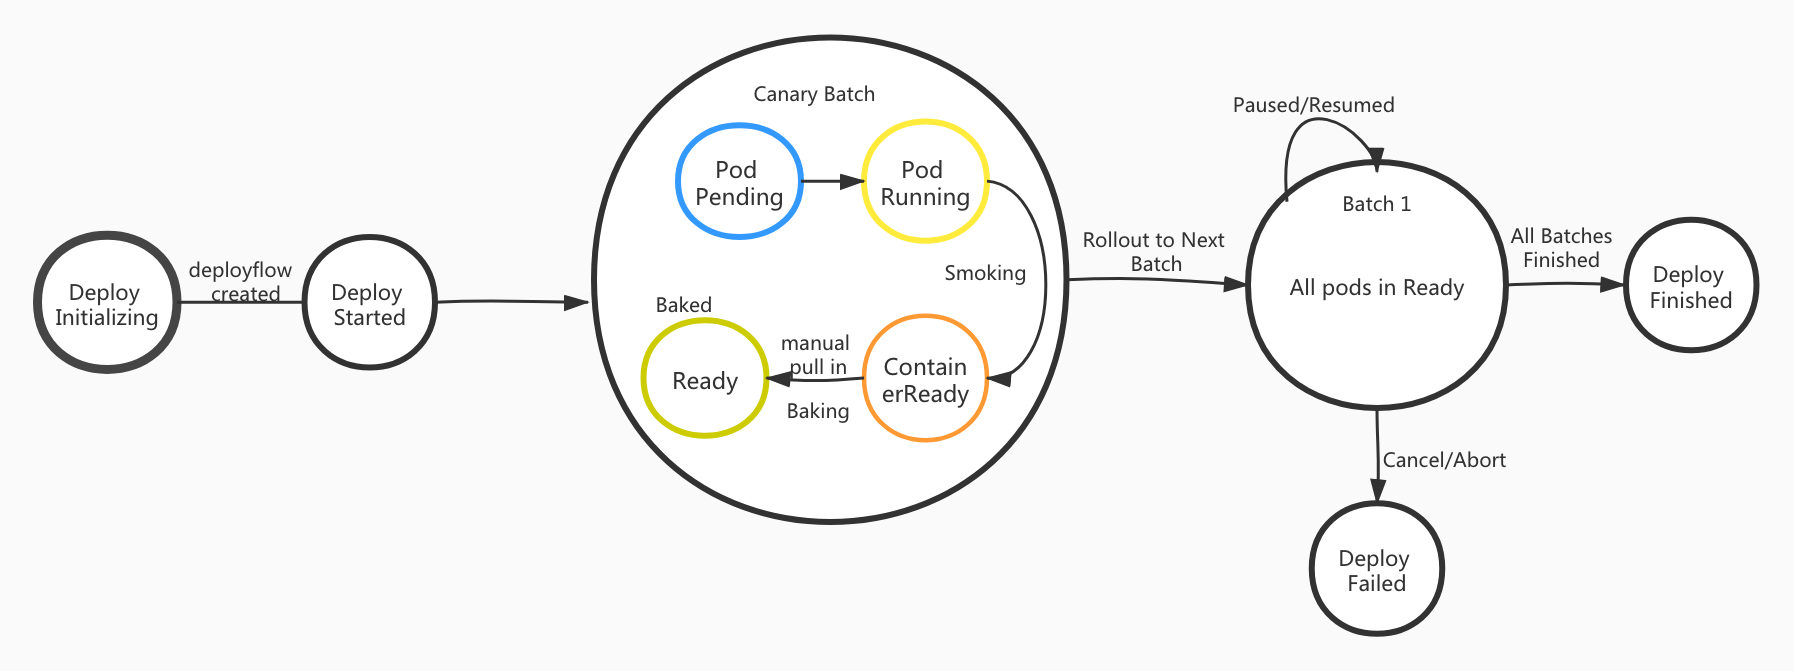 Deploy
Initializing
deployflow
created
Deploy
Started
Canary Batch
Pod
Pending
Pod
Running
Smoking
Baked
Ready
manual
pull in
Baking
Contain
erReady
Rollout to Next
Batch
Paused/Resumed
Batch 1
All pods in Ready
All Batches
Finished
Deploy
Finished
Cancel/Abort
Deploy
Failed